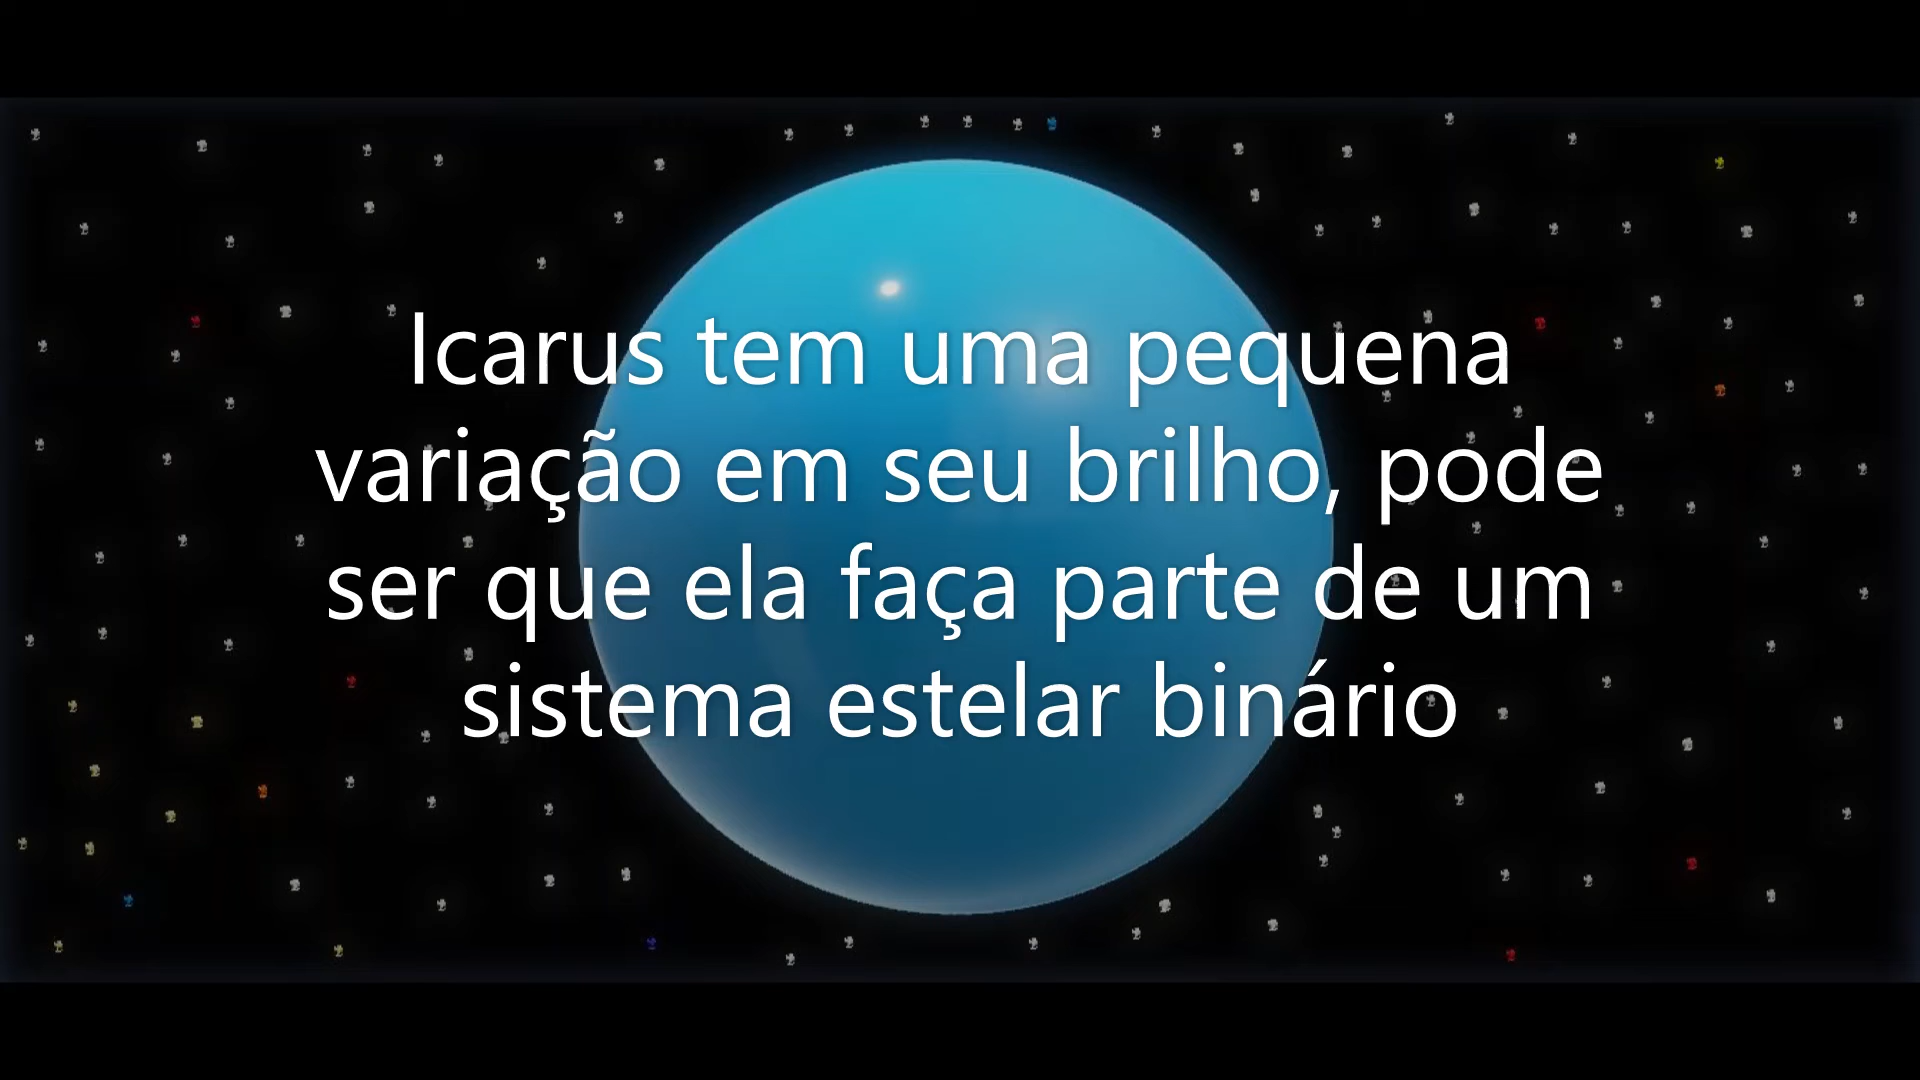 Icarus tem uma pequena
variação em seu brilho, pode
ser que ela faça parte de um
sistema estelar binário